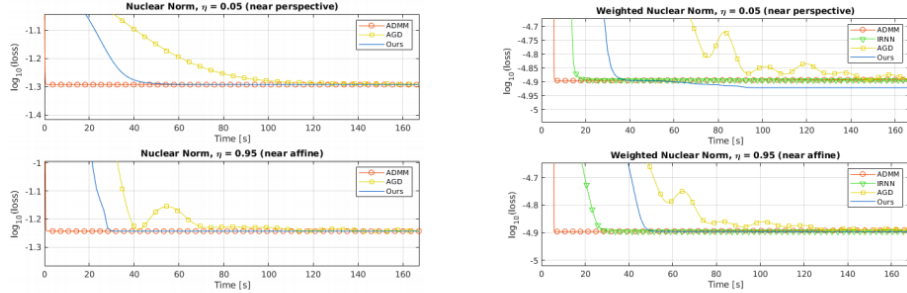 Nuclear Norm, η = 0.05 (near perspective)
log₁₀(loss)
-1.1
-1.2
-1.3
-1.4
0 20 40 60 80 100 120 140 160
Time [s]
ADMM
AGD
Ours
Weighted Nuclear Norm, η = 0.05 (near perspective)
log₁₀(loss)
-4.7
-4.75
-4.8
-4.85
-4.9
-4.95
-5
0 20 40 60 80 100 120 140 160
Time [s]
ADMM
IRNN
AGD
Ours
Nuclear Norm, η = 0.95 (near affine)
log₁₀(loss)
-1
-1.1
-1.2
-1.3
0 20 40 60 80 100 120 140 160
Time [s]
ADMM
AGD
Ours
Weighted Nuclear Norm, η = 0.95 (near affine)
log₁₀(loss)
-4.7
-4.8
-4.9
-5
0 20 40 60 80 100 120 140 160
Time [s]
ADMM
IRNN
AGD
Ours